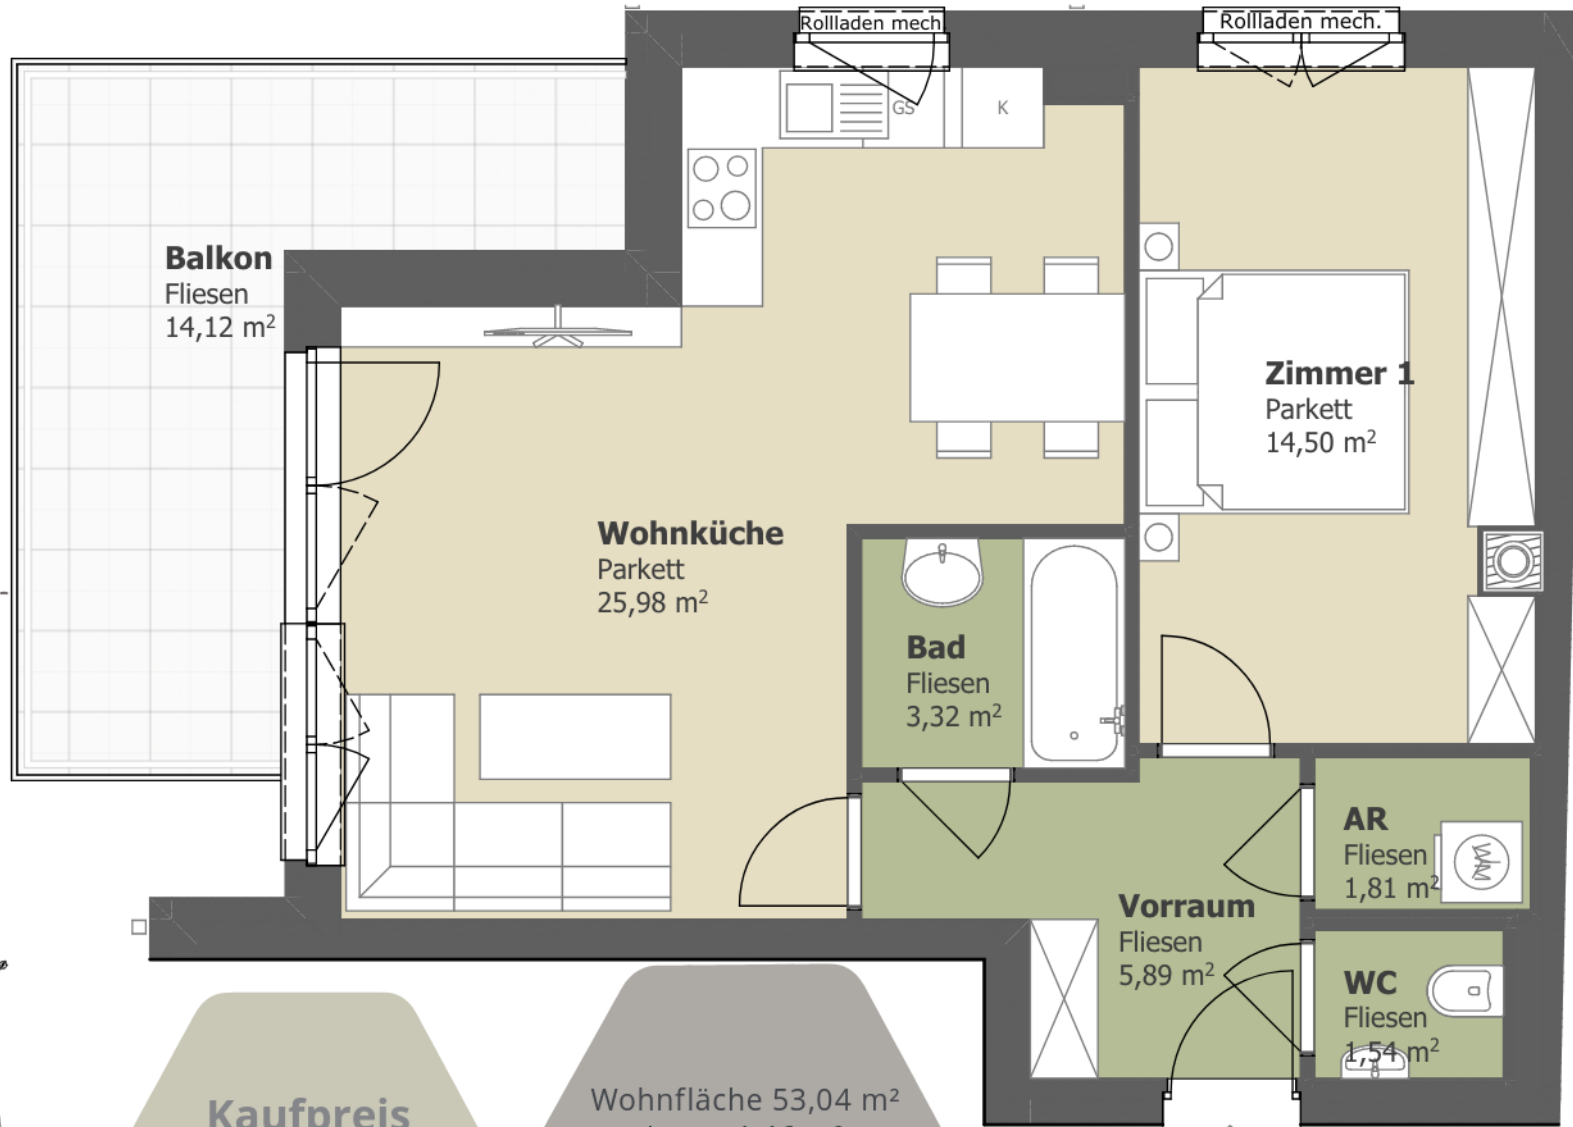 Rollladen mech.
Rollladen mech.
GS
K
Balkon
Fliesen
14,12 m²
Zimmer 1
Parkett
14,50 m²
Wohnküche
Parkett
25,98 m²
Bad
Fliesen
3,32 m²
AR
Fliesen
1,81 m²
WM
Vorraum
Fliesen
5,89 m²
WC
Fliesen
1,54 m²
Kaufpreis
Wohnfläche 53,04 m²